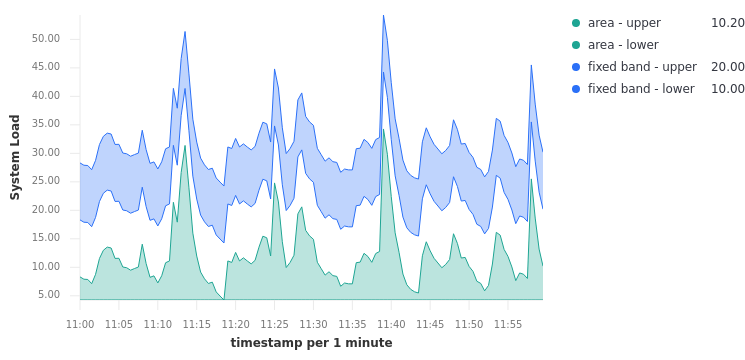 50.00
45.00
40.00
35.00
30.00
25.00
20.00
15.00
10.00
5.00
System Load
11:00 11:05 11:10 11:15 11:20 11:25 11:30 11:35 11:40 11:45 11:50 11:55
timestamp per 1 minute
area - upper 10.20
area - lower
fixed band - upper 20.00
fixed band - lower 10.00